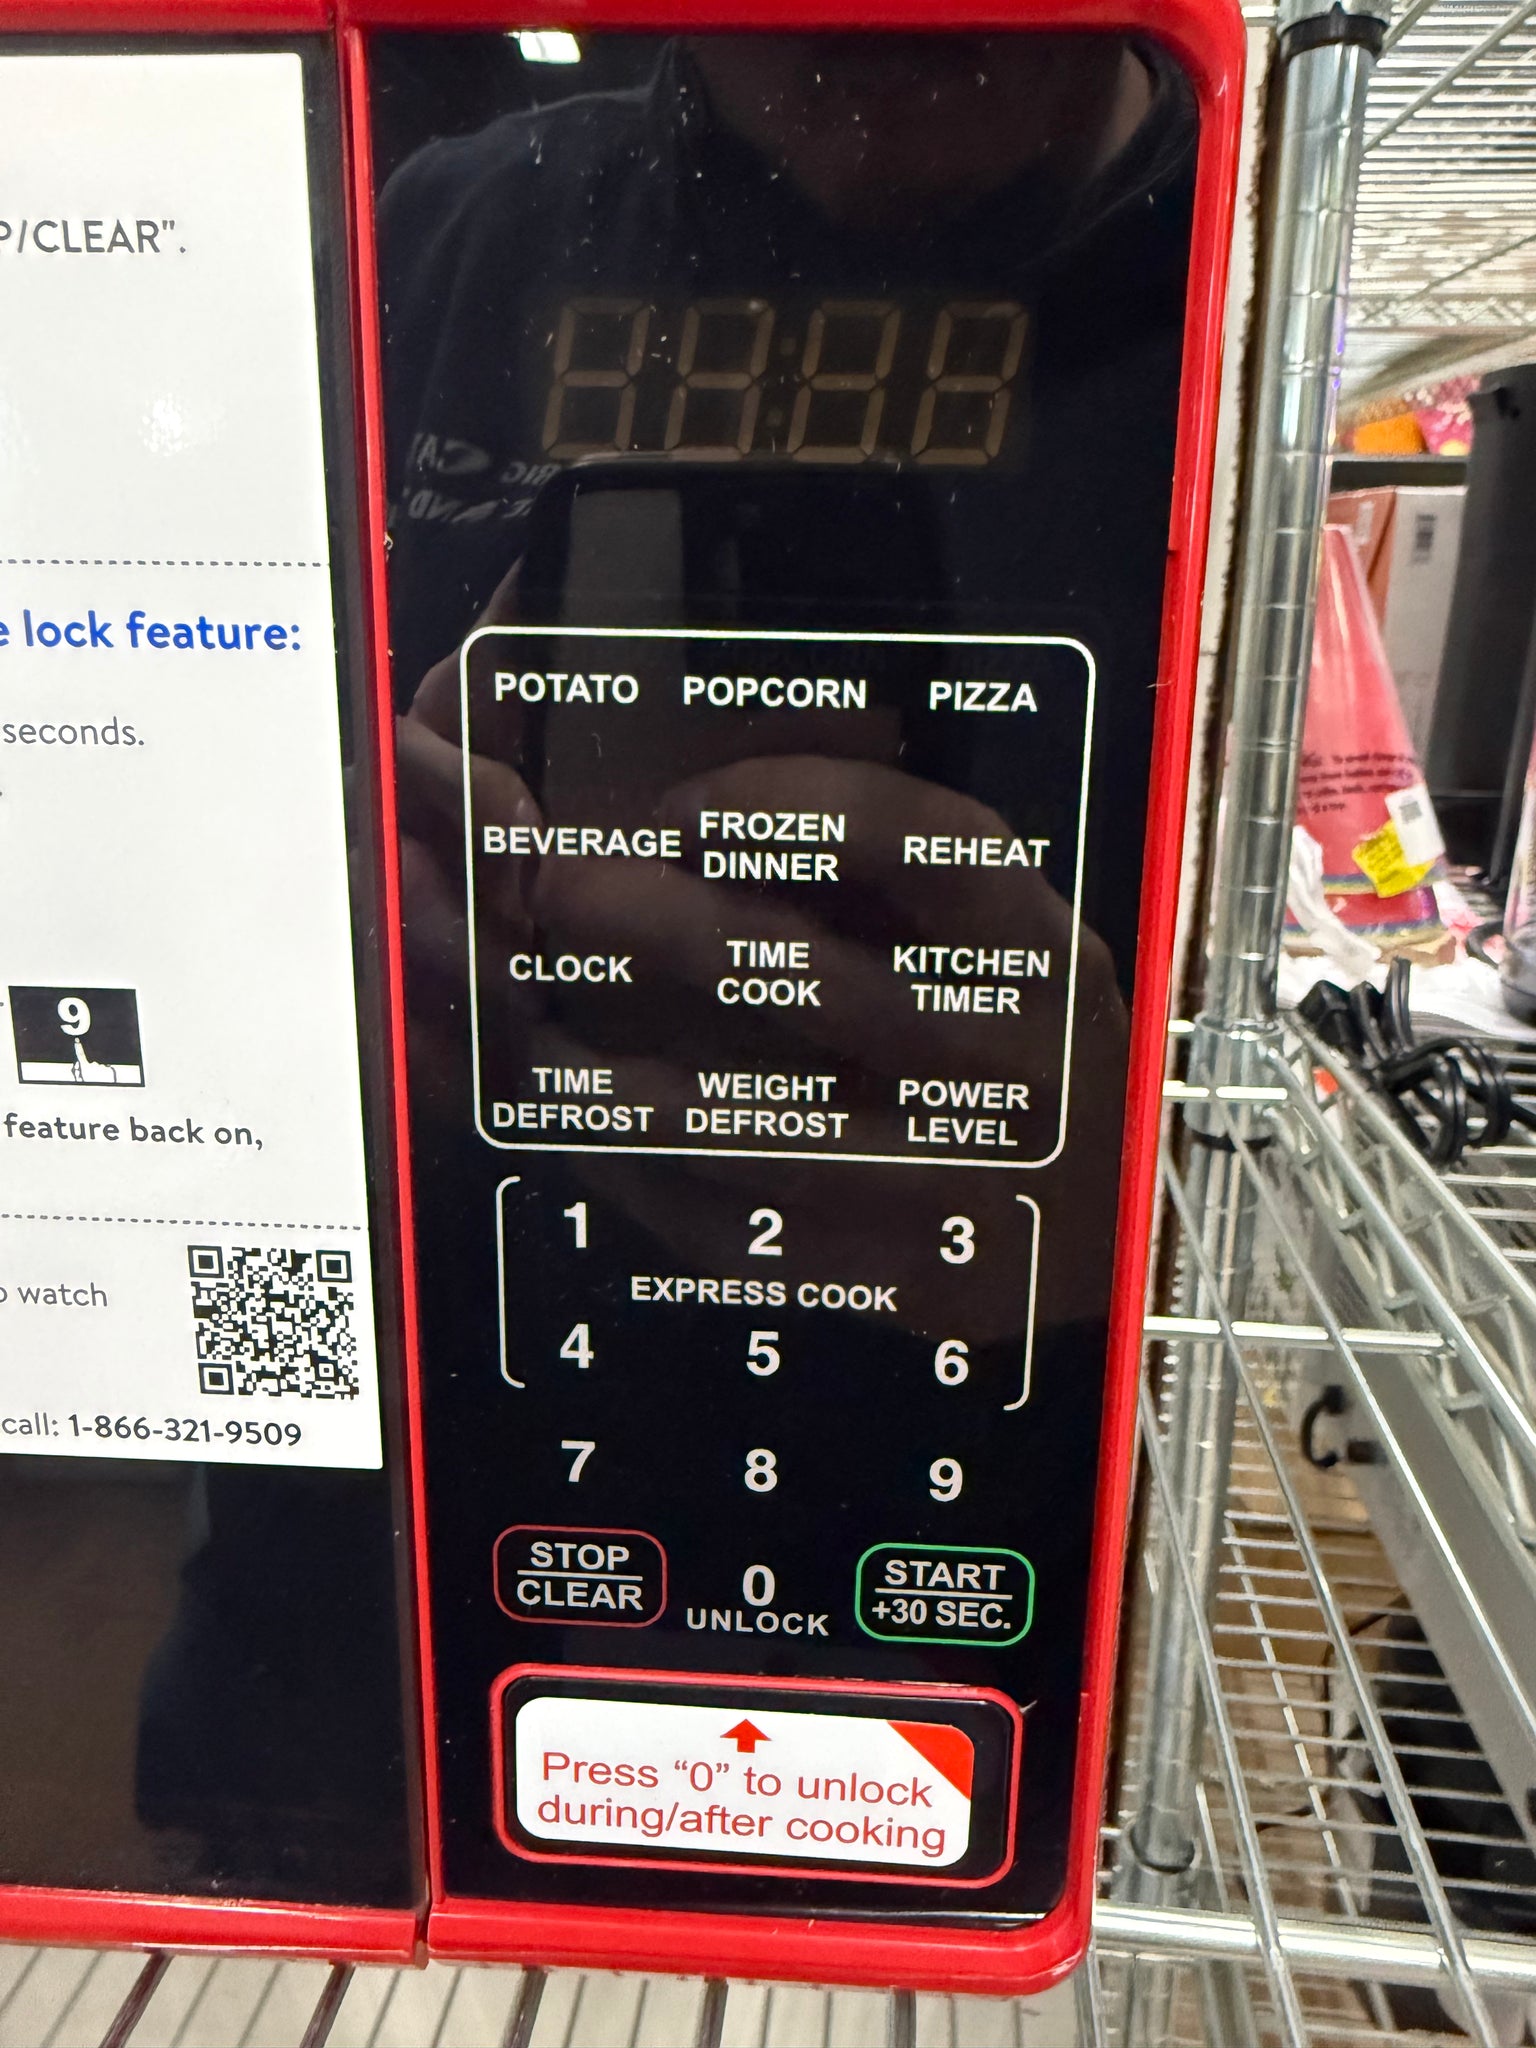 P/CLEAR".
e lock feature:
seconds.
9
feature back on,
o watch
call: 1-866-321-9509
POTATO POPCORN PIZZA
BEVERAGE FROZEN DINNER REHEAT
CLOCK TIME COOK KITCHEN TIMER
TIME DEFROST WEIGHT DEFROST POWER LEVEL
1 2 3
EXPRESS COOK
4 5 6
7 8 9
STOP
CLEAR
0
UNLOCK
START
+30 SEC.
Press “0” to unlock
during/after cooking